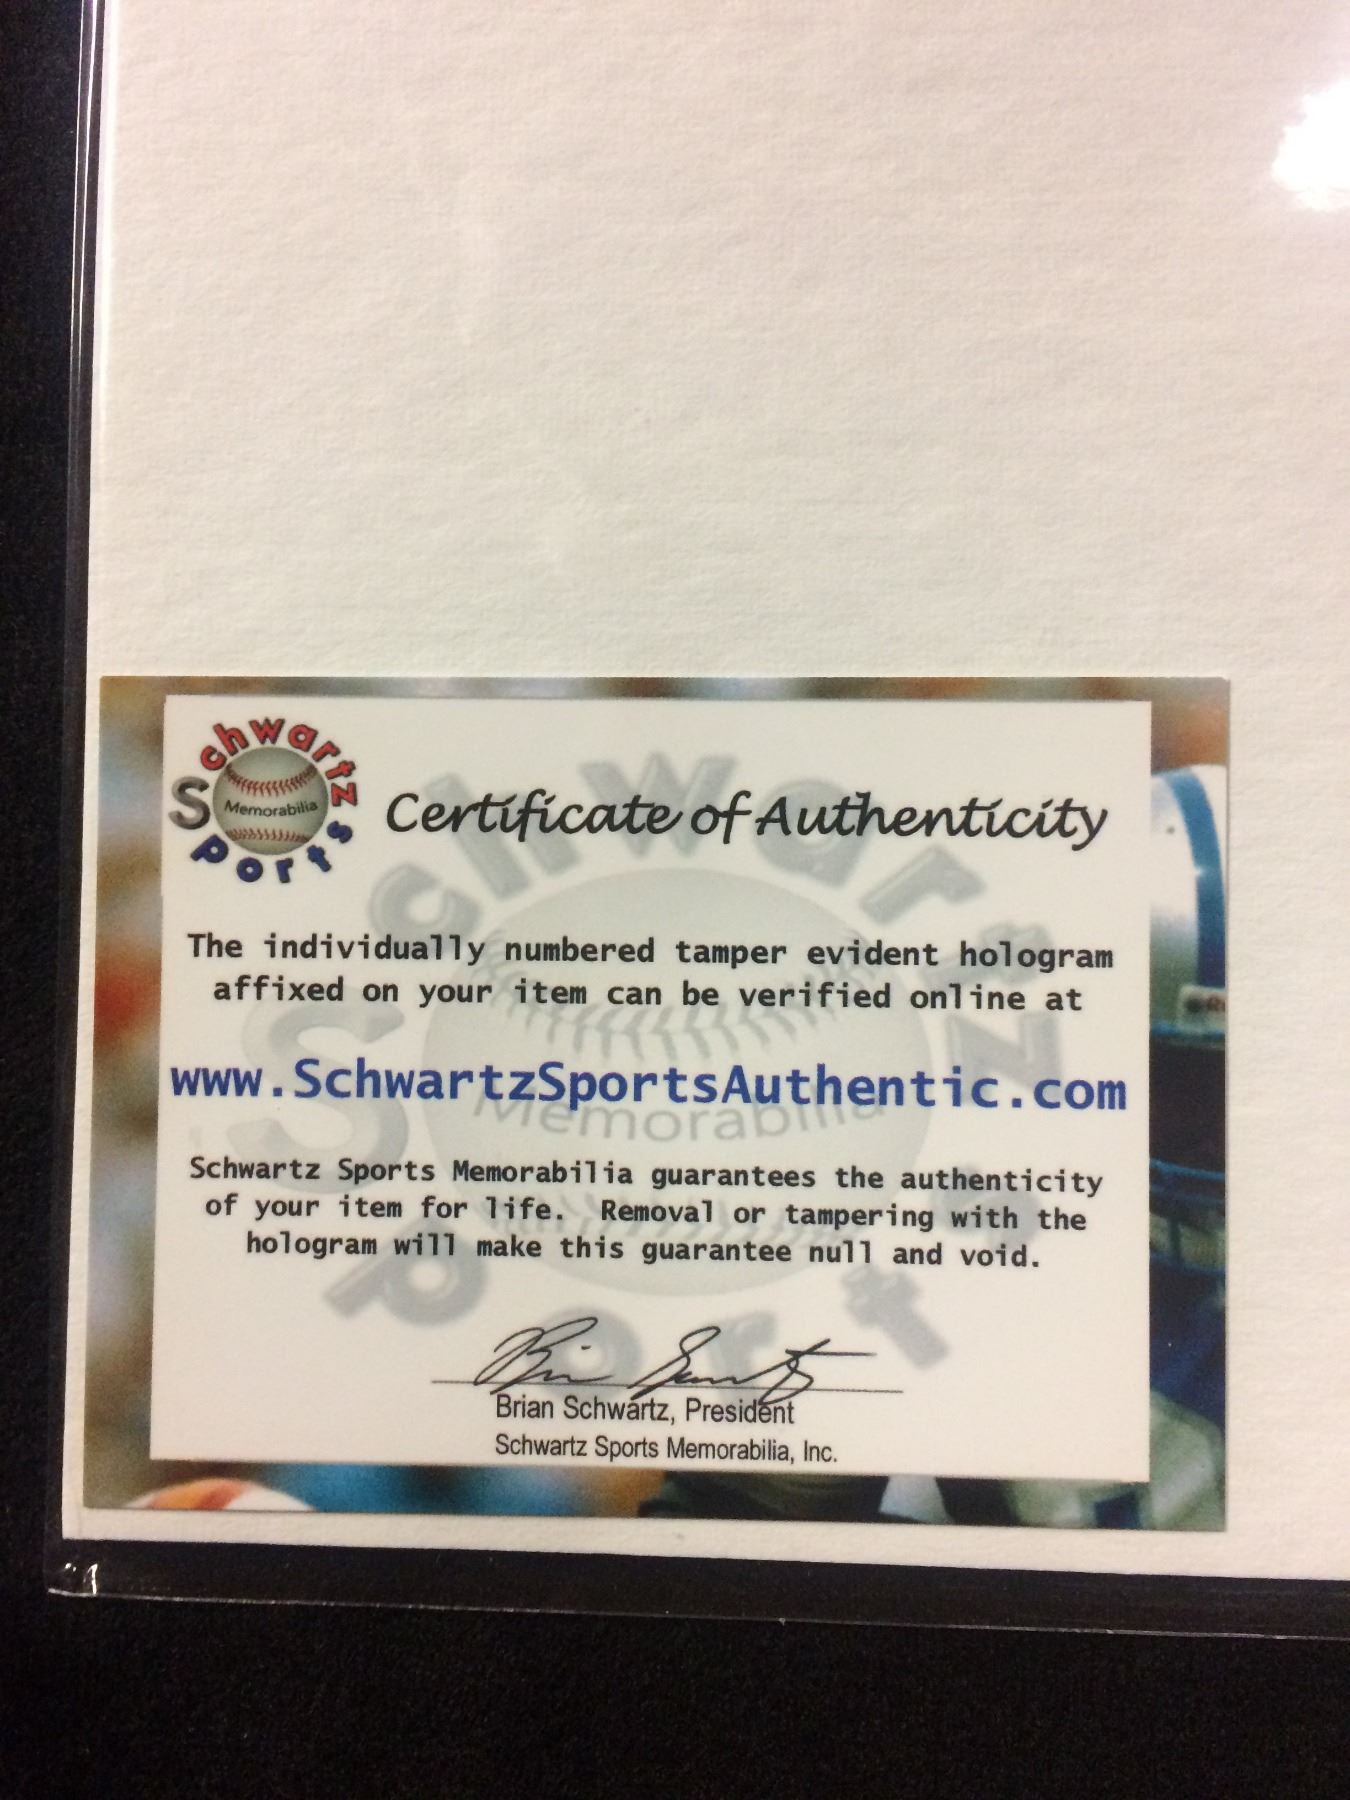 Schwartz
Sports
Memorabilia
Certificate of Authenticity
The individually numbered tamper evident hologram
affixed on your item can be verified online at
www.SchwartzSportsAuthentic.com
Schwartz Sports Memorabilia guarantees the authenticity
of your item for life. Removal or tampering with the
hologram will make this guarantee null and void.
Brian Schwartz, President
Schwartz Sports Memorabilia, Inc.